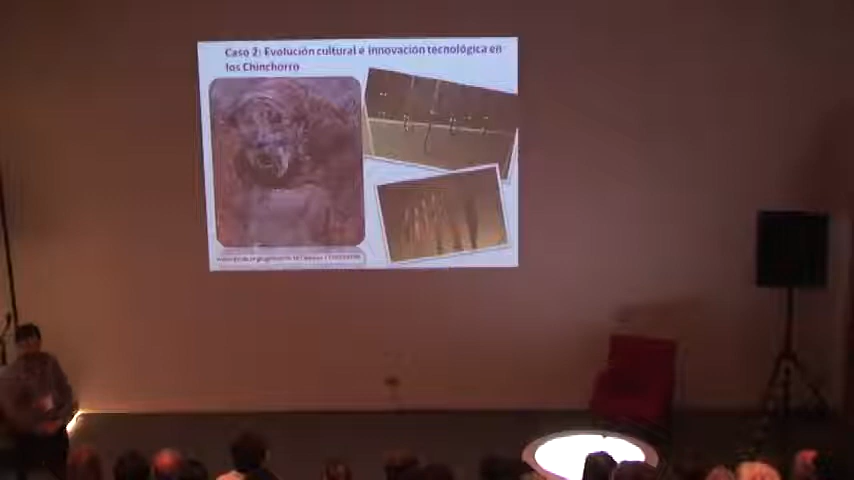 Caso 2: Evolución cultural e innovación tecnológica en
los Chinchorro